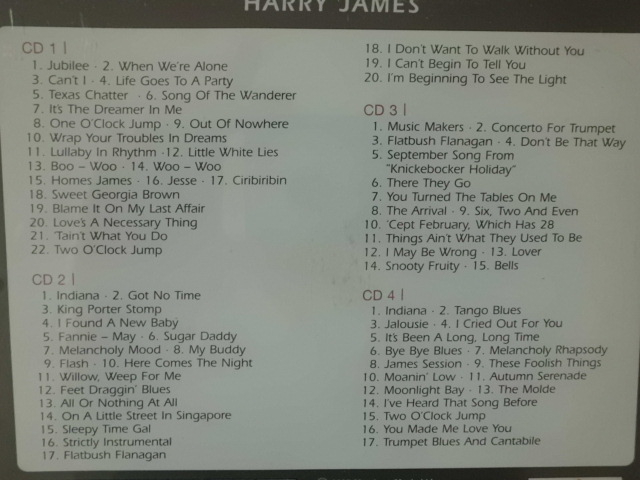 HARRY JAMES
CD 1 |
1. Jubilee · 2. When We're Alone
3. Can't I · 4. Life Goes To A Party
5. Texas Chatter · 6. Song Of The Wanderer
7. It's The Dreamer In Me
8. One O'Clock Jump · 9. Out Of Nowhere
10. Wrap Your Troubles In Dreams
11. Lullaby In Rhythm · 12. Little White Lies
13. Boo – Woo · 14. Woo – Woo
15. Homes James · 16. Jesse · 17. Ciribiribin
18. Sweet Georgia Brown
19. Blame It On My Last Affair
20. Love's A Necessary Thing
21. 'Tain't What You Do
22. Two O'Clock Jump
CD 2 |
1. Indiana · 2. Got No Time
3. King Porter Stomp
4. I Found A New Baby
5. Fannie – May · 6. Sugar Daddy
7. Melancholy Mood · 8. My Buddy
9. Flash · 10. Here Comes The Night
11. Willow, Weep For Me
12. Feet Draggin' Blues
13. All Or Nothing At All
14. On A Little Street In Singapore
15. Sleepy Time Gal
16. Strictly Instrumental
17. Flatbush Flanagan
18. I Don't Want To Walk Without You
19. I Can't Begin To Tell You
20. I'm Beginning To See The Light
CD 3 |
1. Music Makers · 2. Concerto For Trumpet
3. Flatbush Flanagan · 4. Don't Be That Way
5. September Song From
"Knickebocker Holiday"
6. There They Go
7. You Turned The Tables On Me
8. The Arrival · 9. Six, Two And Even
10. 'Cept February, Which Has 28
11. Things Ain't What They Used To Be
12. I May Be Wrong · 13. Lover
14. Snooty Fruity · 15. Bells
CD 4 |
1. Indiana · 2. Tango Blues
3. Jalousie · 4. I Cried Out For You
5. It's Been A Long, Long Time
6. Bye Bye Blues · 7. Melancholy Rhapsody
8. James Session · 9. These Foolish Things
10. Moanin' Low · 11. Autumn Serenade
12. Moonlight Bay · 13. The Molde
14. I've Heard That Song Before
15. Two O'Clock Jump
16. You Made Me Love You
17. Trumpet Blues And Cantabile